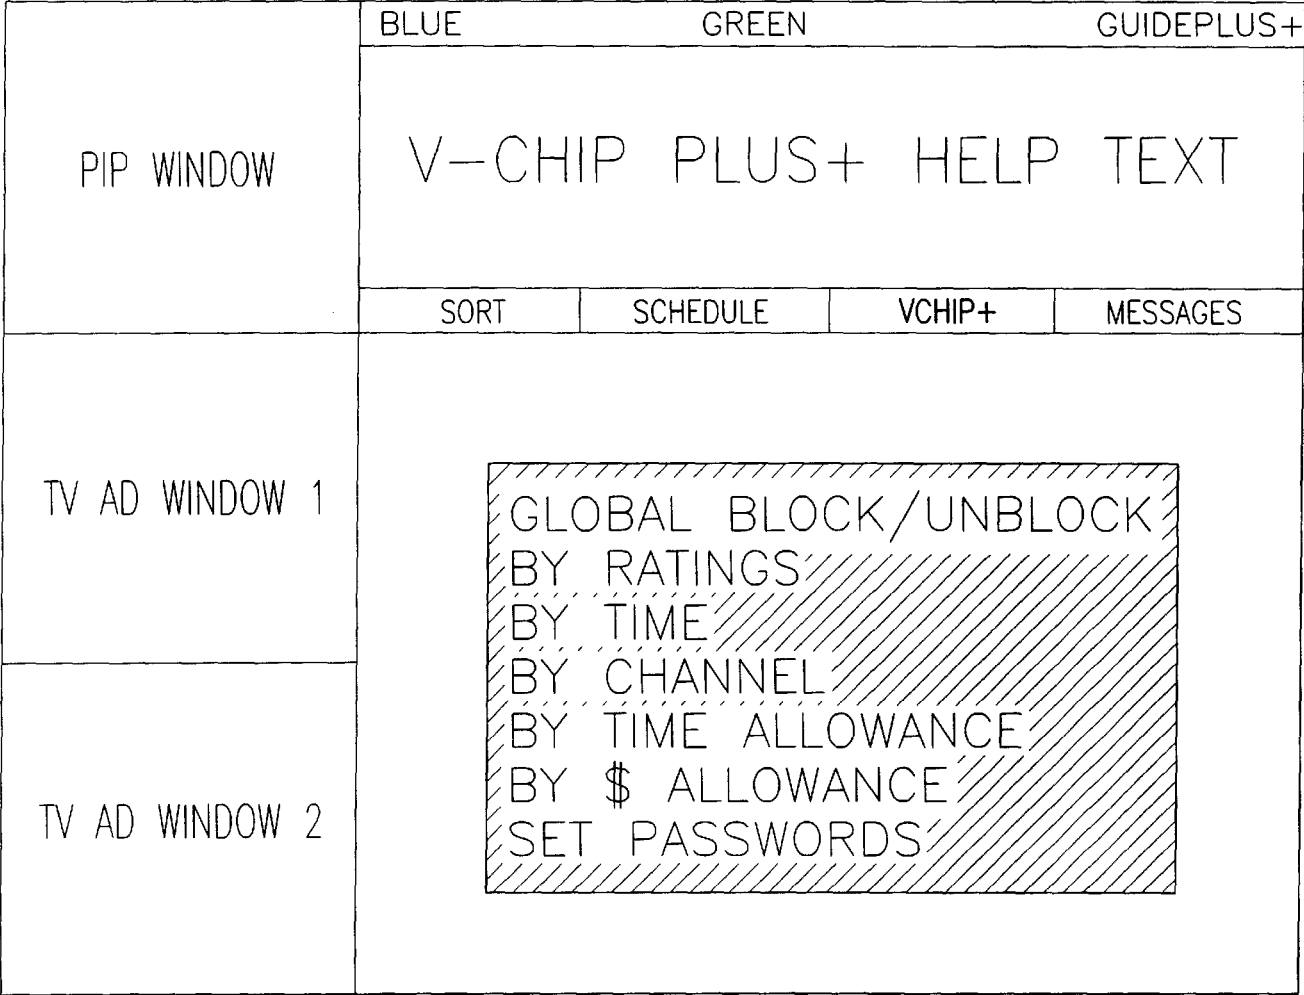 BLUE GREEN GUIDEPLUS+
PIP WINDOW
V-CHIP PLUS+ HELP TEXT
SORT SCHEDULE VCHIP+ MESSAGES
TV AD WINDOW 1
TV AD WINDOW 2
GLOBAL BLOCK/UNBLOCK
BY RATINGS
BY TIME
BY CHANNEL
BY TIME ALLOWANCE
BY $ ALLOWANCE
SET PASSWORDS